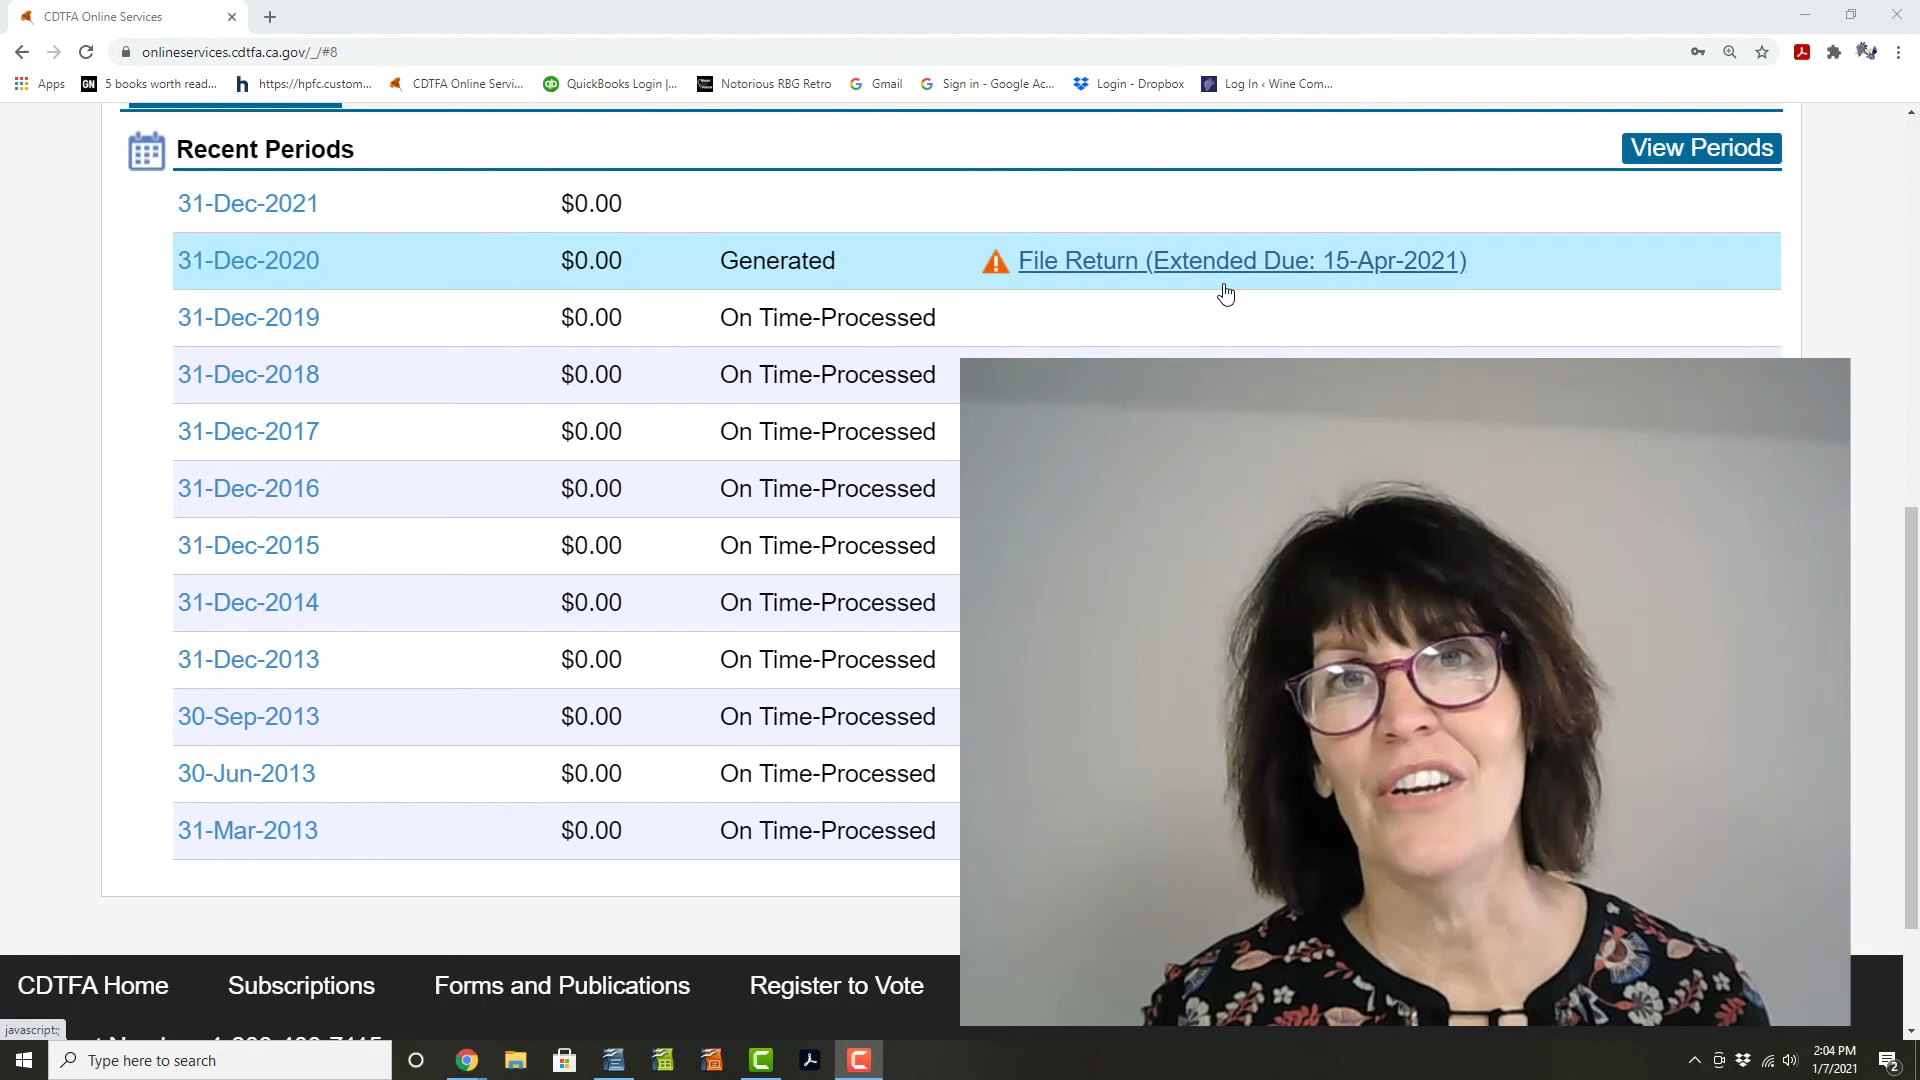 CDTFA Online Services
onlineservices.cdtfa.ca.gov/_/#8
Apps
GN 5 books worth read...
h https://hpfc.custom...
CDTFA Online Servi...
qb QuickBooks Login |...
Notorious RBG Retro
G Gmail
G Sign in - Google Ac...
Login - Dropbox
Log In ‹ Wine Com...
Recent Periods
View Periods
31-Dec-2021 $0.00
31-Dec-2020 $0.00 Generated File Return (Extended Due: 15-Apr-2021)
31-Dec-2019 $0.00 On Time-Processed
31-Dec-2018 $0.00 On Time-Processed
31-Dec-2017 $0.00 On Time-Processed
31-Dec-2016 $0.00 On Time-Processed
31-Dec-2015 $0.00 On Time-Processed
31-Dec-2014 $0.00 On Time-Processed
31-Dec-2013 $0.00 On Time-Processed
30-Sep-2013 $0.00 On Time-Processed
30-Jun-2013 $0.00 On Time-Processed
31-Mar-2013 $0.00 On Time-Processed
CDTFA Home Subscriptions Forms and Publications Register to Vote
javascript:;
Type here to search
2:04 PM
1/7/2021
2